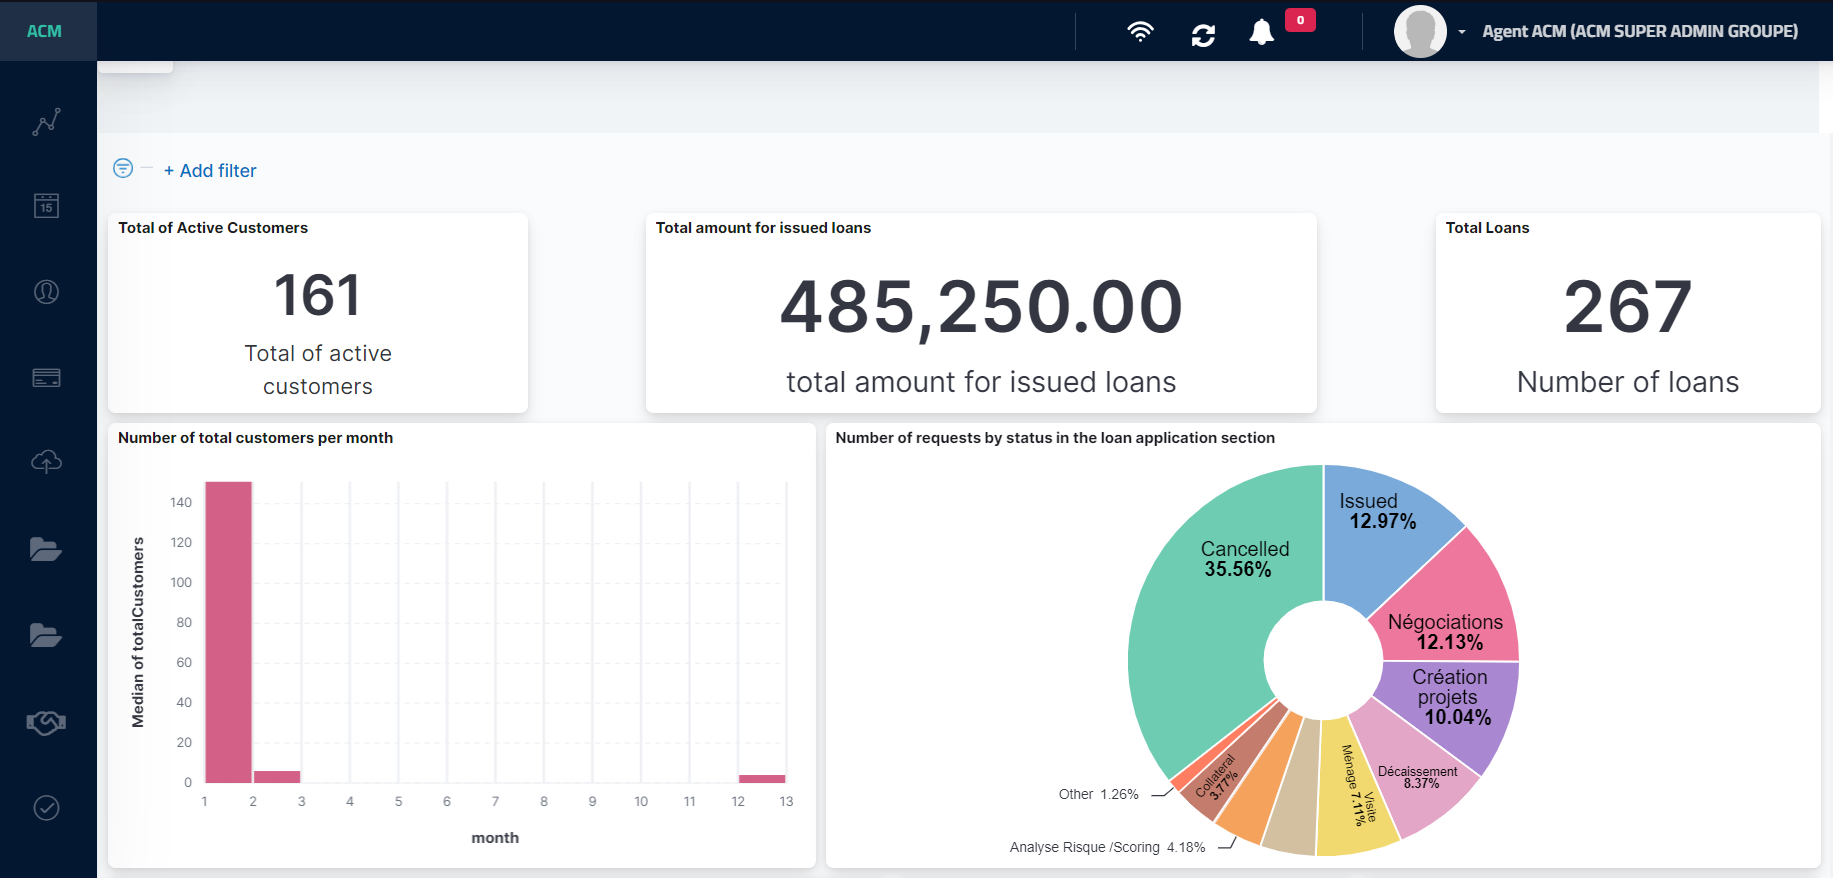 ACM
0
Agent ACM (ACM SUPER ADMIN GROUPE)
15
+ Add filter
Total of Active Customers
161
Total of active
customers
Total amount for issued loans
485,250.00
total amount for issued loans
Total Loans
267
Number of loans
Number of total customers per month
140
120
100
80
60
40
20
0
Median of totalCustomers
1 2 3 4 5 6 7 8 9 10 11 12 13
month
Number of requests by status in the loan application section
Issued
12.97%
Cancelled
35.56%
Négociations
12.13%
Création
projets
10.04%
Décaissement
8.37%
Visite
Ménage 7.11%
Collateral
3.77%
Other 1.26%
Analyse Risque /Scoring 4.18%